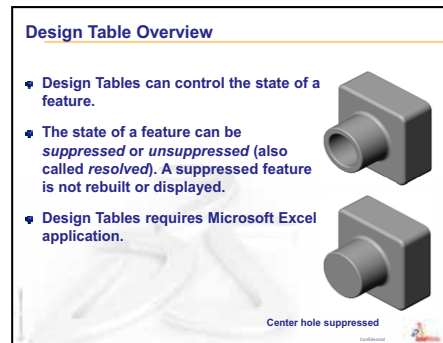 Design Table Overview
Design Tables can control the state of a
feature.
The state of a feature can be
suppressed or unsuppressed (also
called resolved). A suppressed feature
is not rebuilt or displayed.
Design Tables requires Microsoft Excel
application.
Center hole suppressed
Confidential
SolidWorks